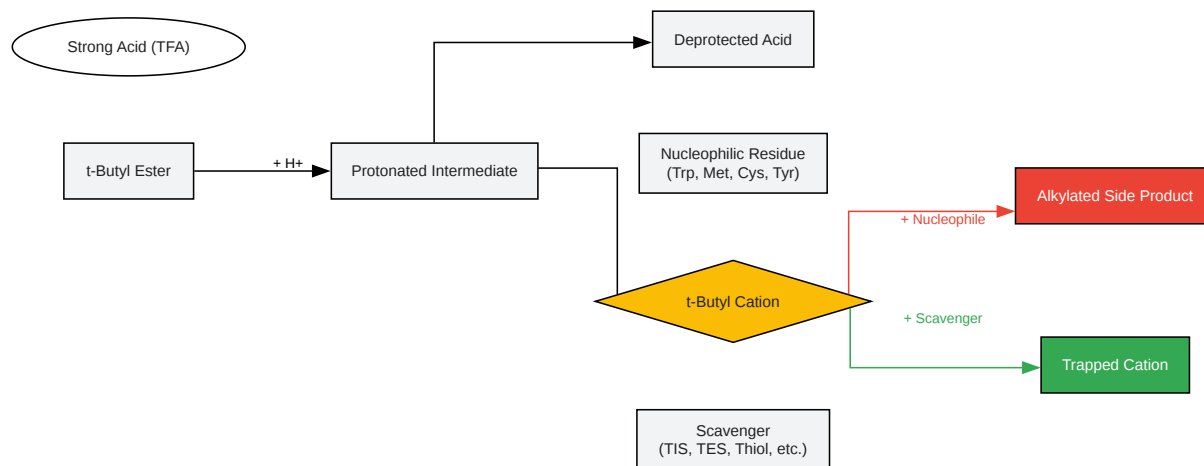 Strong Acid (TFA)
Deprotected Acid
t-Butyl Ester
+ H+
Protonated Intermediate
Nucleophilic Residue
(Trp, Met, Cys, Tyr)
Alkylated Side Product
+ Nucleophile
t-Butyl Cation
+ Scavenger
Trapped Cation
Scavenger
(TIS, TES, Thiol, etc.)